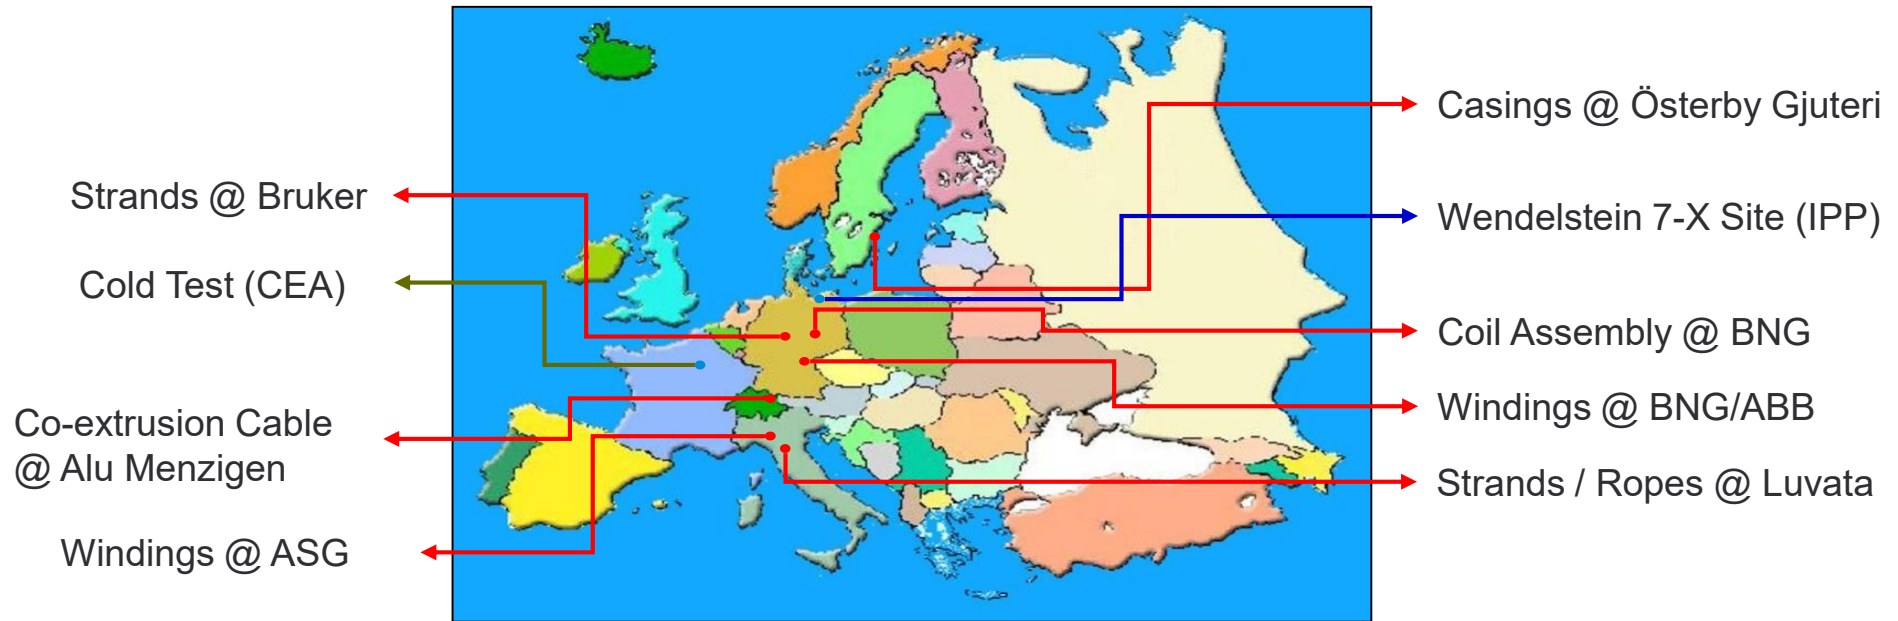 Strands @ Bruker
Cold Test (CEA)
Co-extrusion Cable
@ Alu Menzigen
Windings @ ASG
Casings @ Österby Gjuteri
Wendelstein 7-X Site (IPP)
Coil Assembly @ BNG
Windings @ BNG/ABB
Strands / Ropes @ Luvata